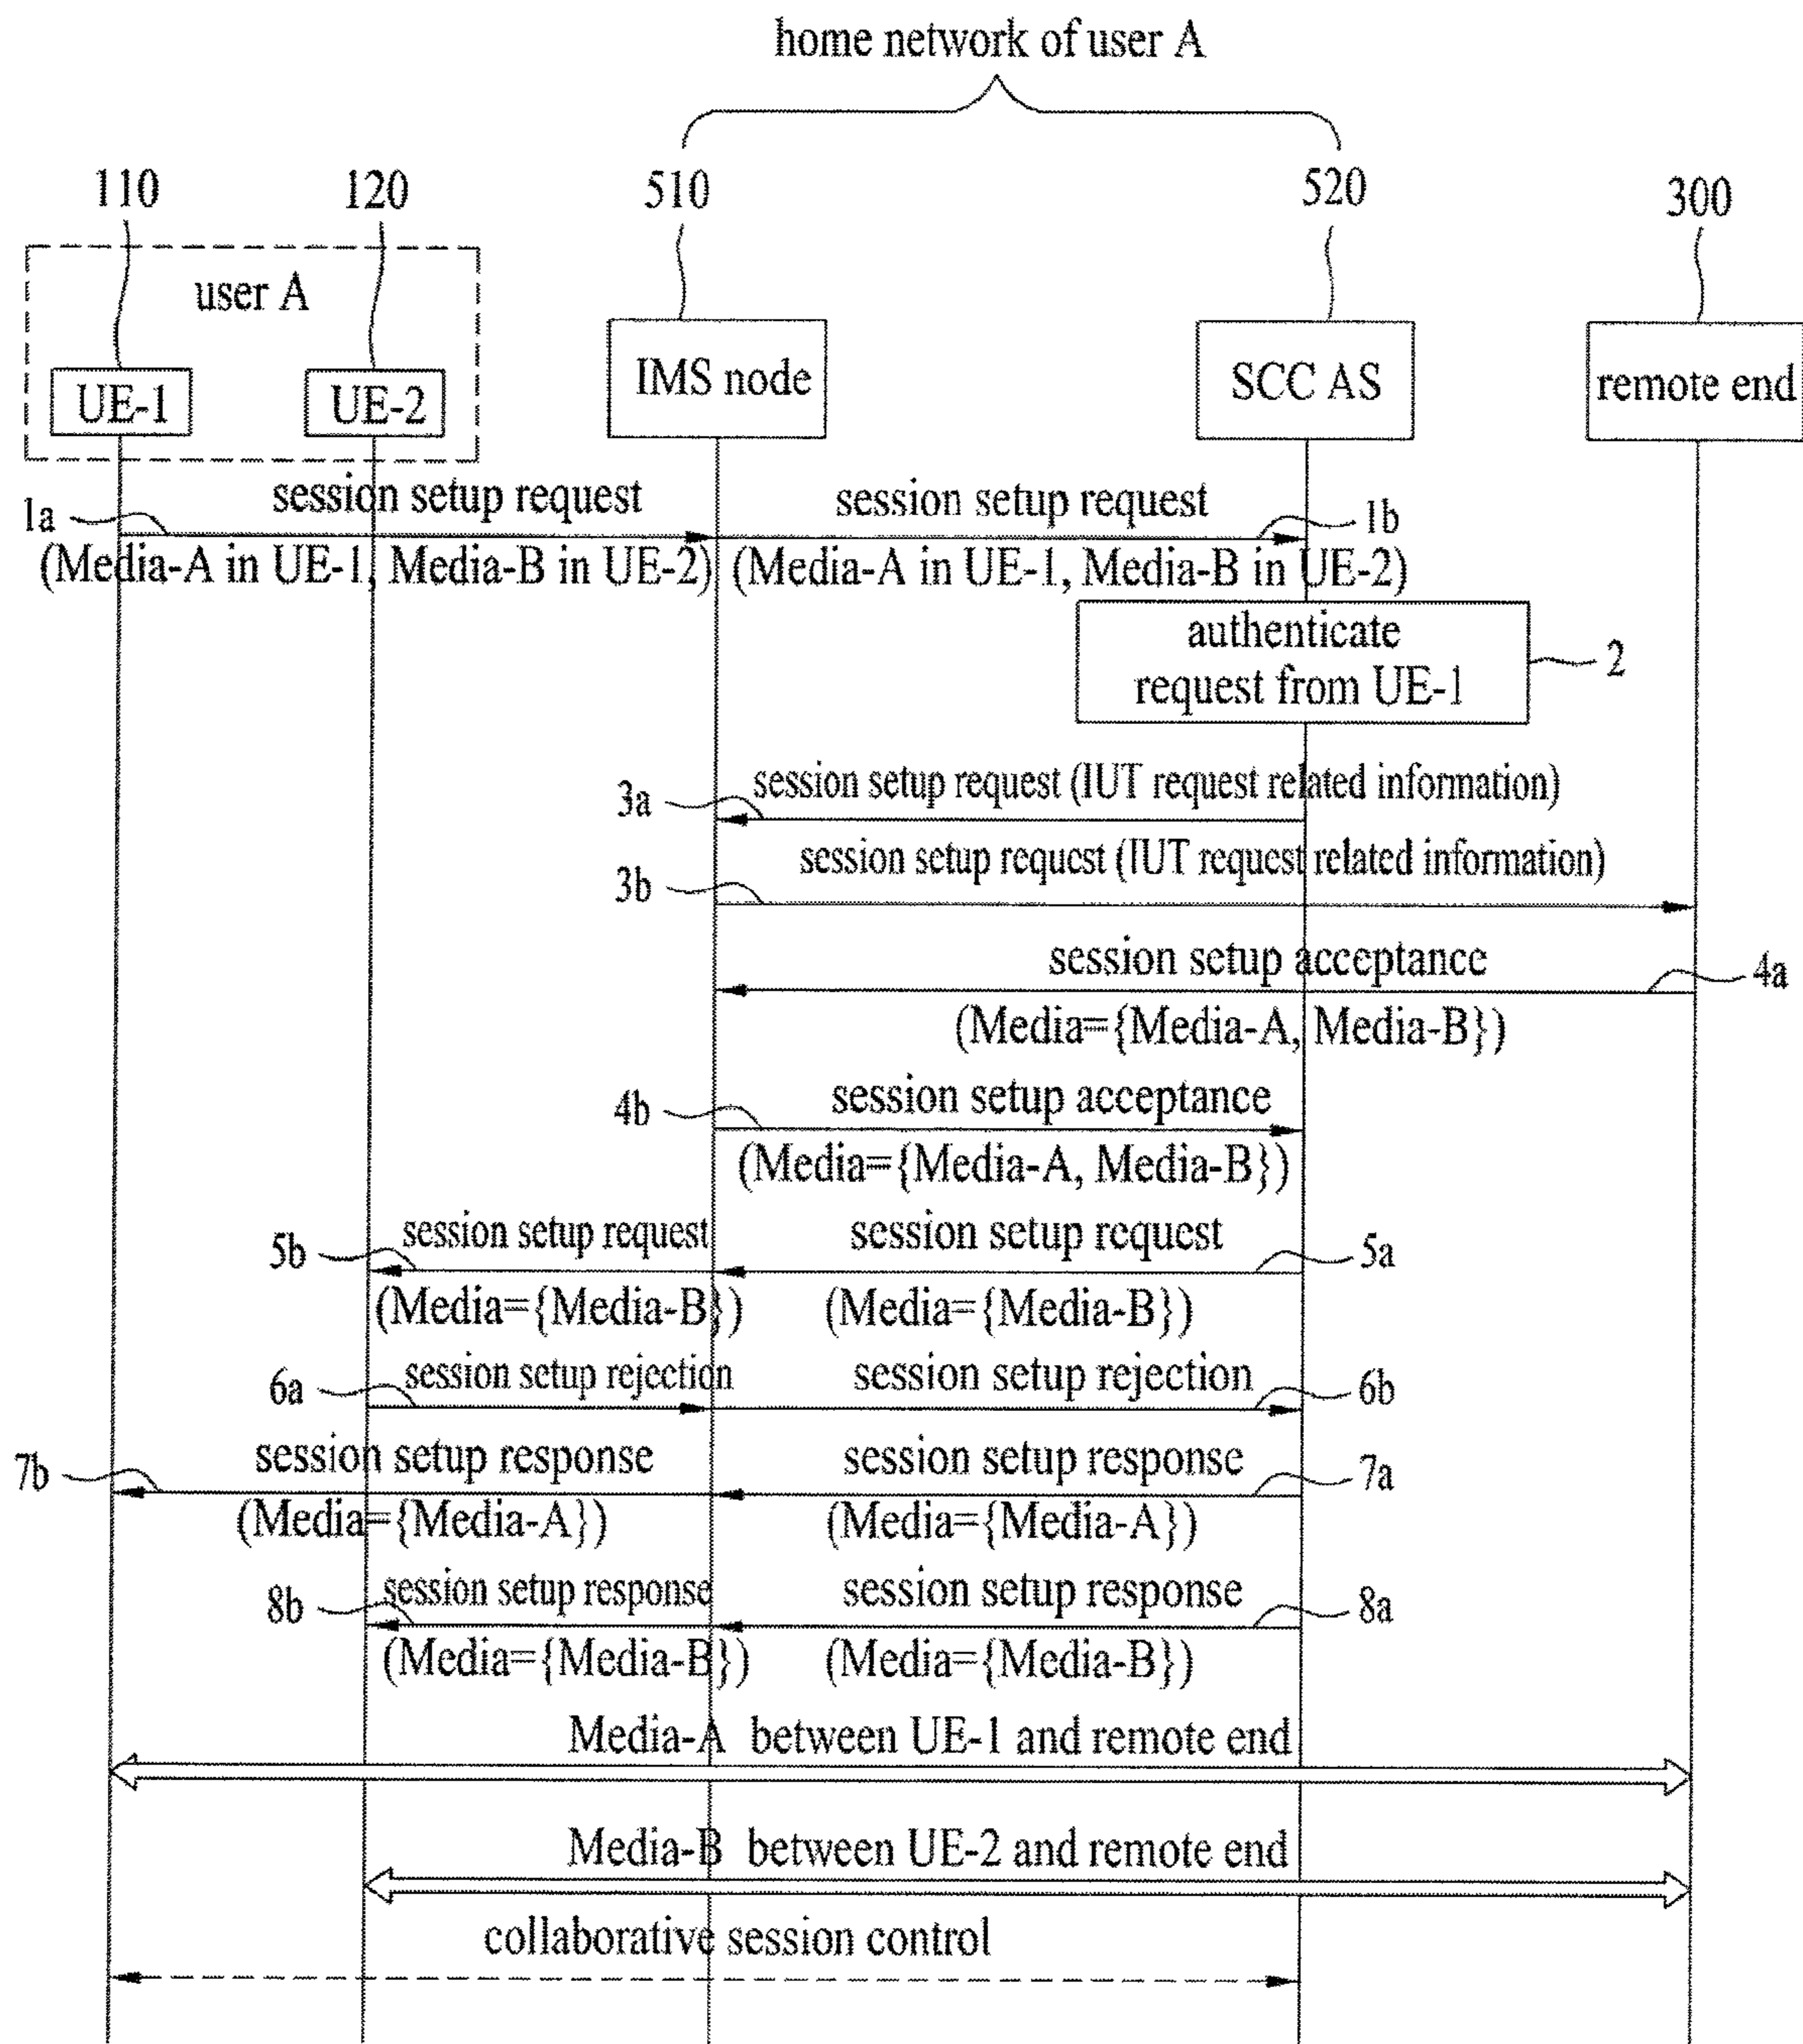 home network of user A
110
120
510
520
300
user A
UE-1
UE-2
IMS node
SCC AS
remote end
1a
session setup request
session setup request
1b
(Media-A in UE-1, Media-B in UE-2)
(Media-A in UE-1, Media-B in UE-2)
authenticate
request from UE-1
2
session setup request (IUT request related information)
3a
session setup request (IUT request related information)
3b
session setup acceptance
4a
(Media={Media-A, Media-B})
4b
session setup acceptance
(Media={Media-A, Media-B})
5b
session setup request
session setup request
5a
(Media={Media-B})
(Media={Media-B})
6a
session setup rejection
session setup rejection
6b
7b
session setup response
session setup response
7a
(Media={Media-A})
(Media={Media-A})
8b
session setup response
session setup response
8a
(Media={Media-B})
(Media={Media-B})
Media-A between UE-1 and remote end
Media-B between UE-2 and remote end
collaborative session control